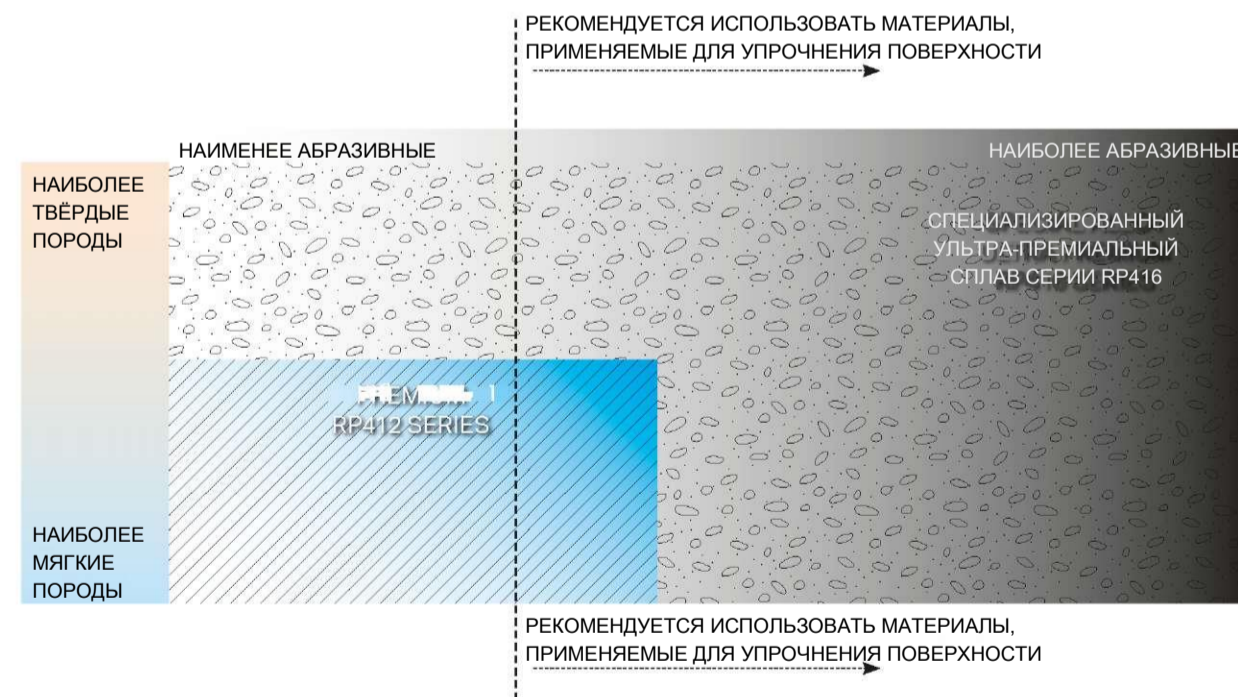 РЕКОМЕНДУЕТСЯ ИСПОЛЬЗОВАТЬ МАТЕРИАЛЫ,
ПРИМЕНЯЕМЫЕ ДЛЯ УПРОЧНЕНИЯ ПОВЕРХНОСТИ
НАИМЕНЕЕ АБРАЗИВНЫЕ
НАИБОЛЕЕ АБРАЗИВНЫЕ
НАИБОЛЕЕ
ТВЁРДЫЕ
ПОРОДЫ
СПЕЦИАЛИЗИРОВАННЫЙ
УЛЬТРА-ПРЕМИАЛЬНЫЙ
СПЛАВ СЕРИИ RP416
RP412 SERIES
НАИБОЛЕЕ
МЯГКИЕ
ПОРОДЫ
РЕКОМЕНДУЕТСЯ ИСПОЛЬЗОВАТЬ МАТЕРИАЛЫ,
ПРИМЕНЯЕМЫЕ ДЛЯ УПРОЧНЕНИЯ ПОВЕРХНОСТИ